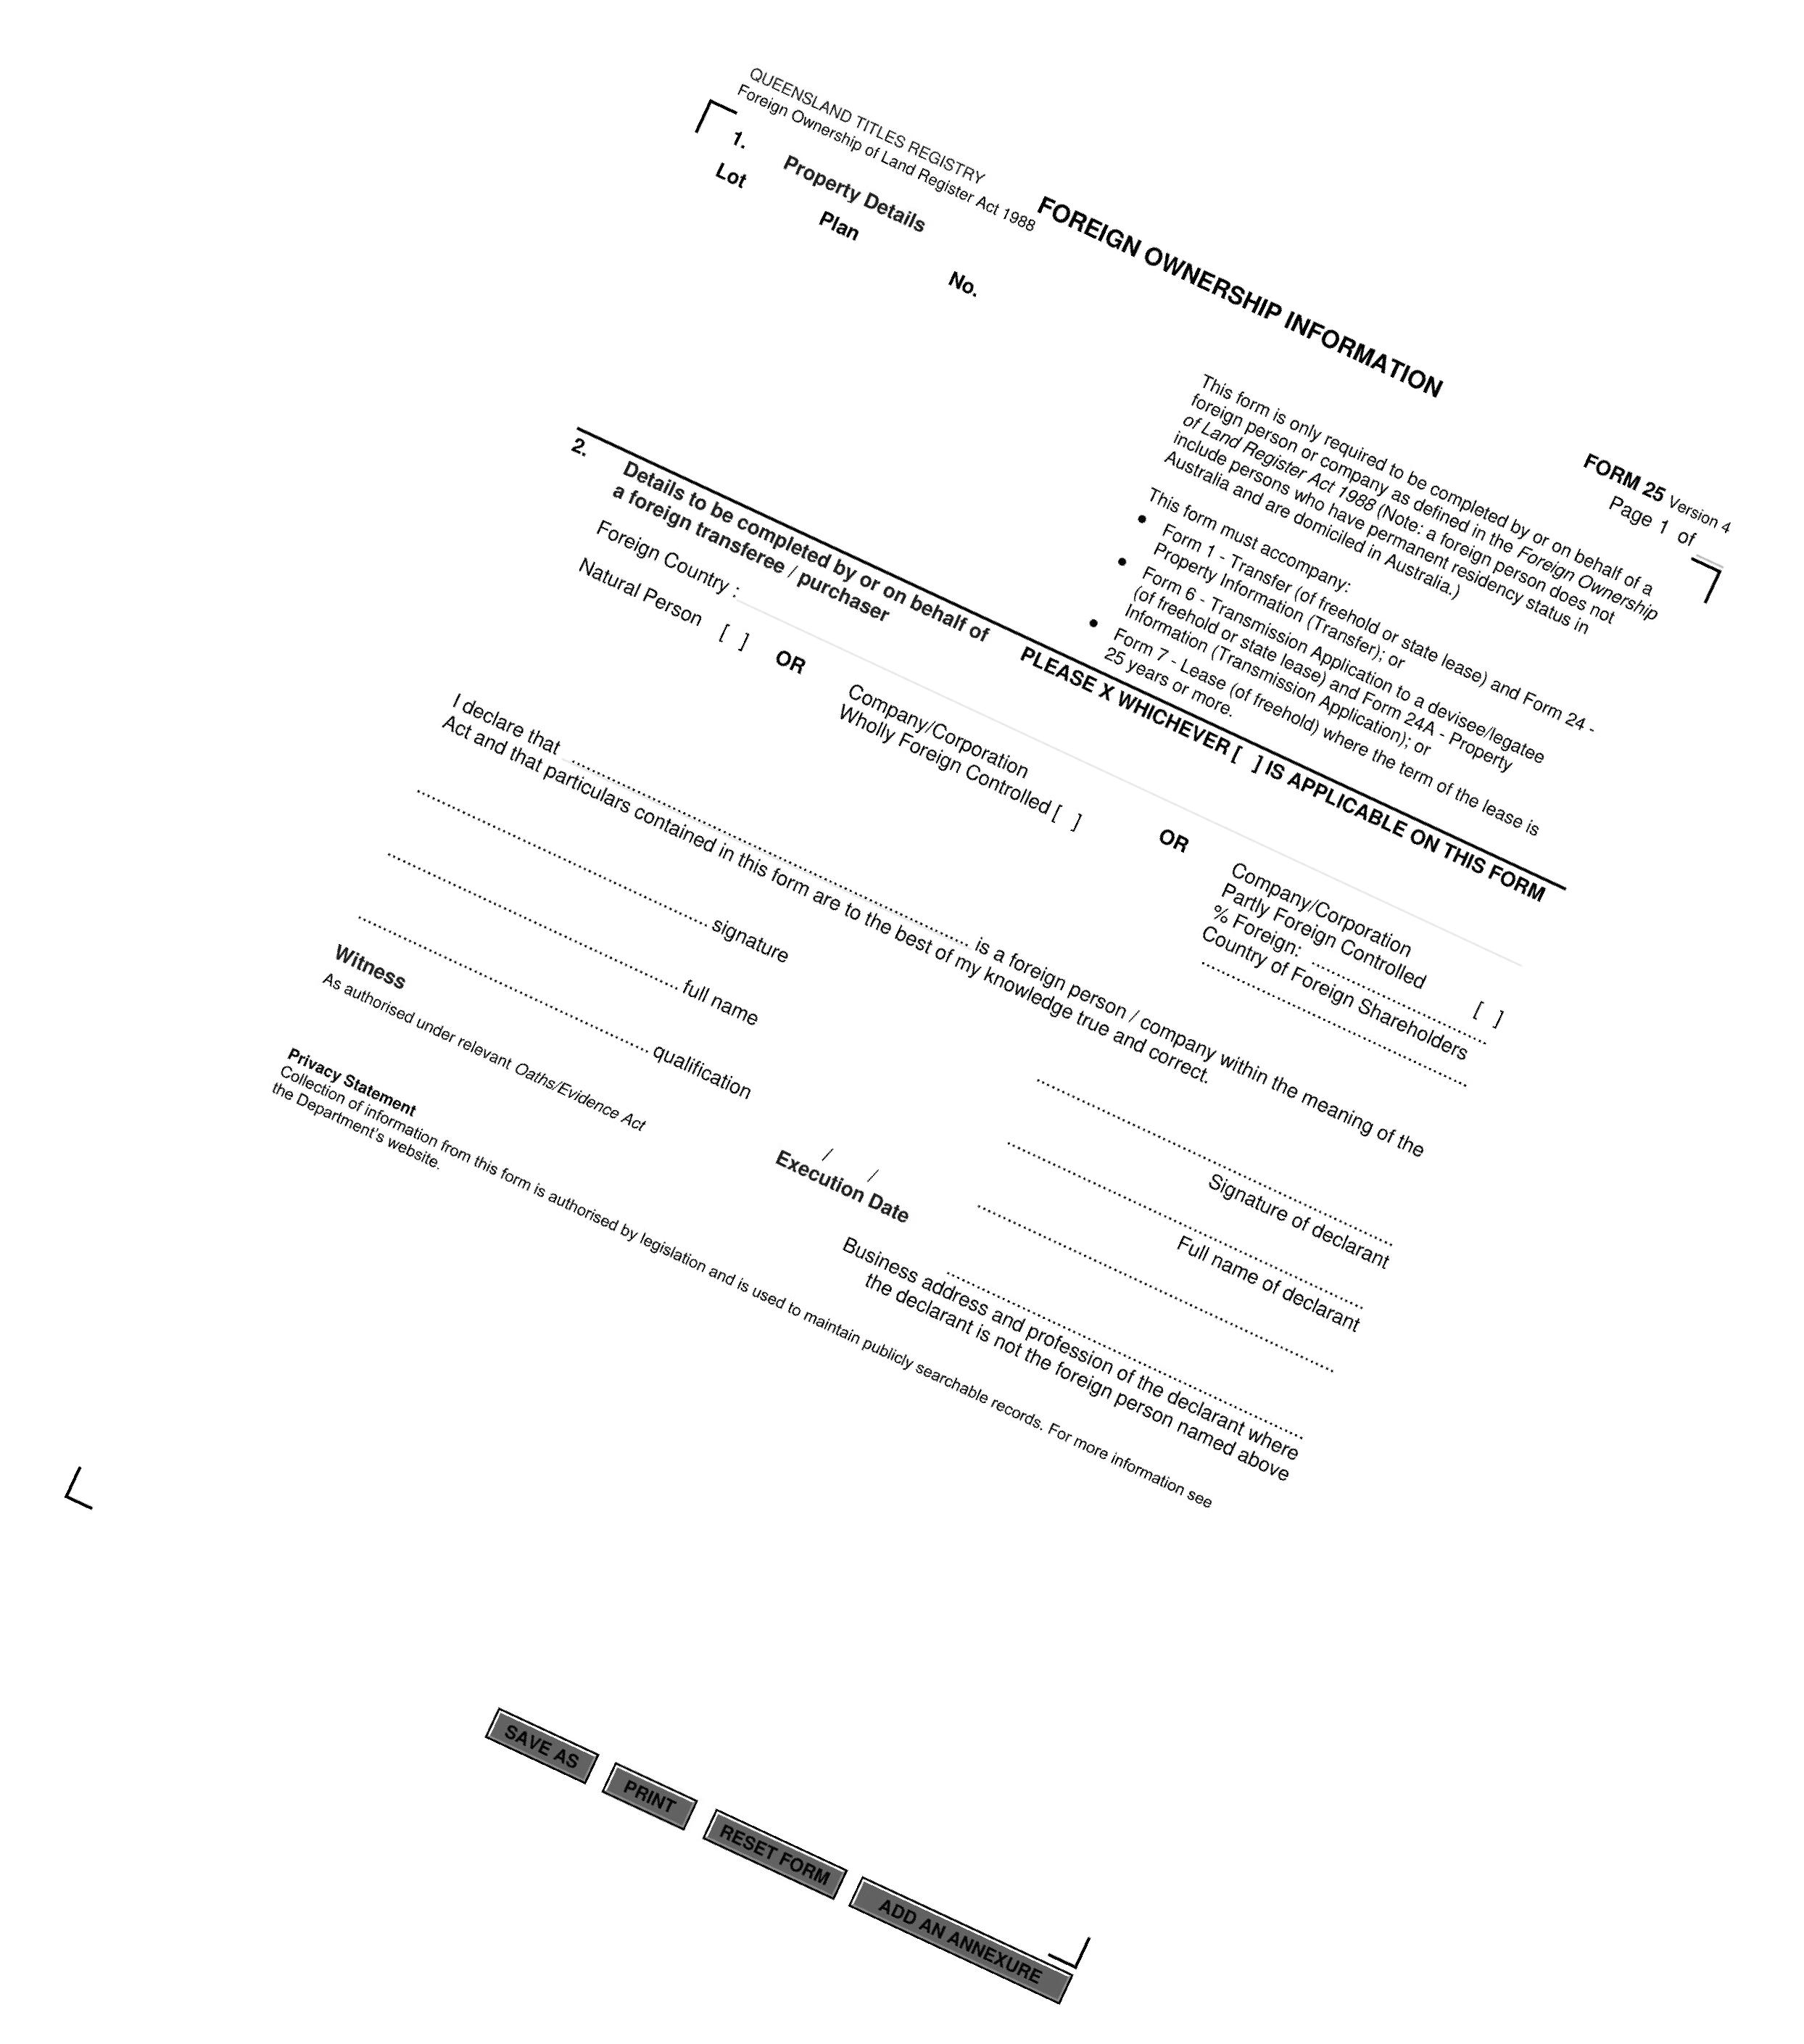 QUEENSLAND TITLES REGISTRY
Foreign Ownership of Land Register Act 1988
FOREIGN OWNERSHIP INFORMATION
FORM 25 Version 4
Page 1 of __
1. Property Details
Lot Plan No.
This form is only required to be completed by or on behalf of a
foreign person or company as defined in the Foreign Ownership
of Land Register Act 1988 (Note: a foreign person does not
include persons who have permanent residency status in
Australia and are domiciled in Australia.)
This form must accompany:
• Form 1 - Transfer (of freehold or state lease) and Form 24 -
Property Information (Transfer); or
• Form 6 - Transmission Application to a devisee/legatee
(of freehold or state lease) and Form 24A - Property
Information (Transmission Application); or
• Form 7 - Lease (of freehold) where the term of the lease is
25 years or more.
2. Details to be completed by or on behalf of
a foreign transferee / purchaser
PLEASE X WHICHEVER [ ] IS APPLICABLE ON THIS FORM
Foreign Country :
Natural Person [ ] OR
Company/Corporation
Wholly Foreign Controlled [ ]
OR
Company/Corporation
Partly Foreign Controlled [ ]
% Foreign: ................................
Country of Foreign Shareholders
................................................
I declare that ........................................................................ is a foreign person / company within the meaning of the
Act and that particulars contained in this form are to the best of my knowledge true and correct.
..................................................... signature
..................................................... full name
..................................................... qualification
Witness
As authorised under relevant Oaths/Evidence Act
/ /
Execution Date
.................................................................
Signature of declarant
.................................................................
Full name of declarant
.................................................................
.................................................................
Business address and profession of the declarant where
the declarant is not the foreign person named above
Privacy Statement
Collection of information from this form is authorised by legislation and is used to maintain publicly searchable records. For more information see
the Department's website.
SAVE AS
PRINT
RESET FORM
ADD AN ANNEXURE